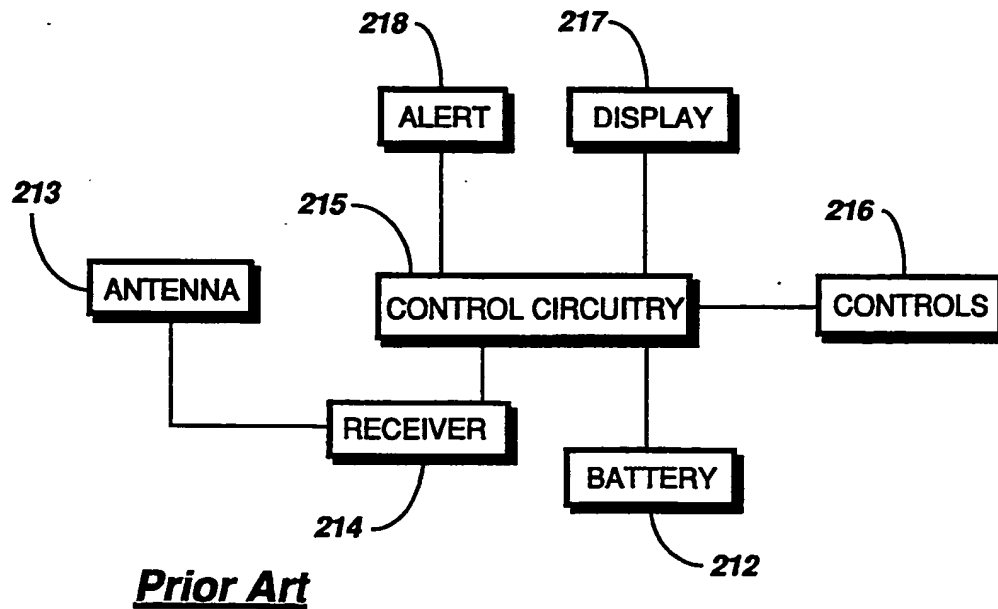 218
217
ALERT
DISPLAY
213
215
216
ANTENNA
CONTROL CIRCUITRY
CONTROLS
RECEIVER
BATTERY
214
212
Prior Art